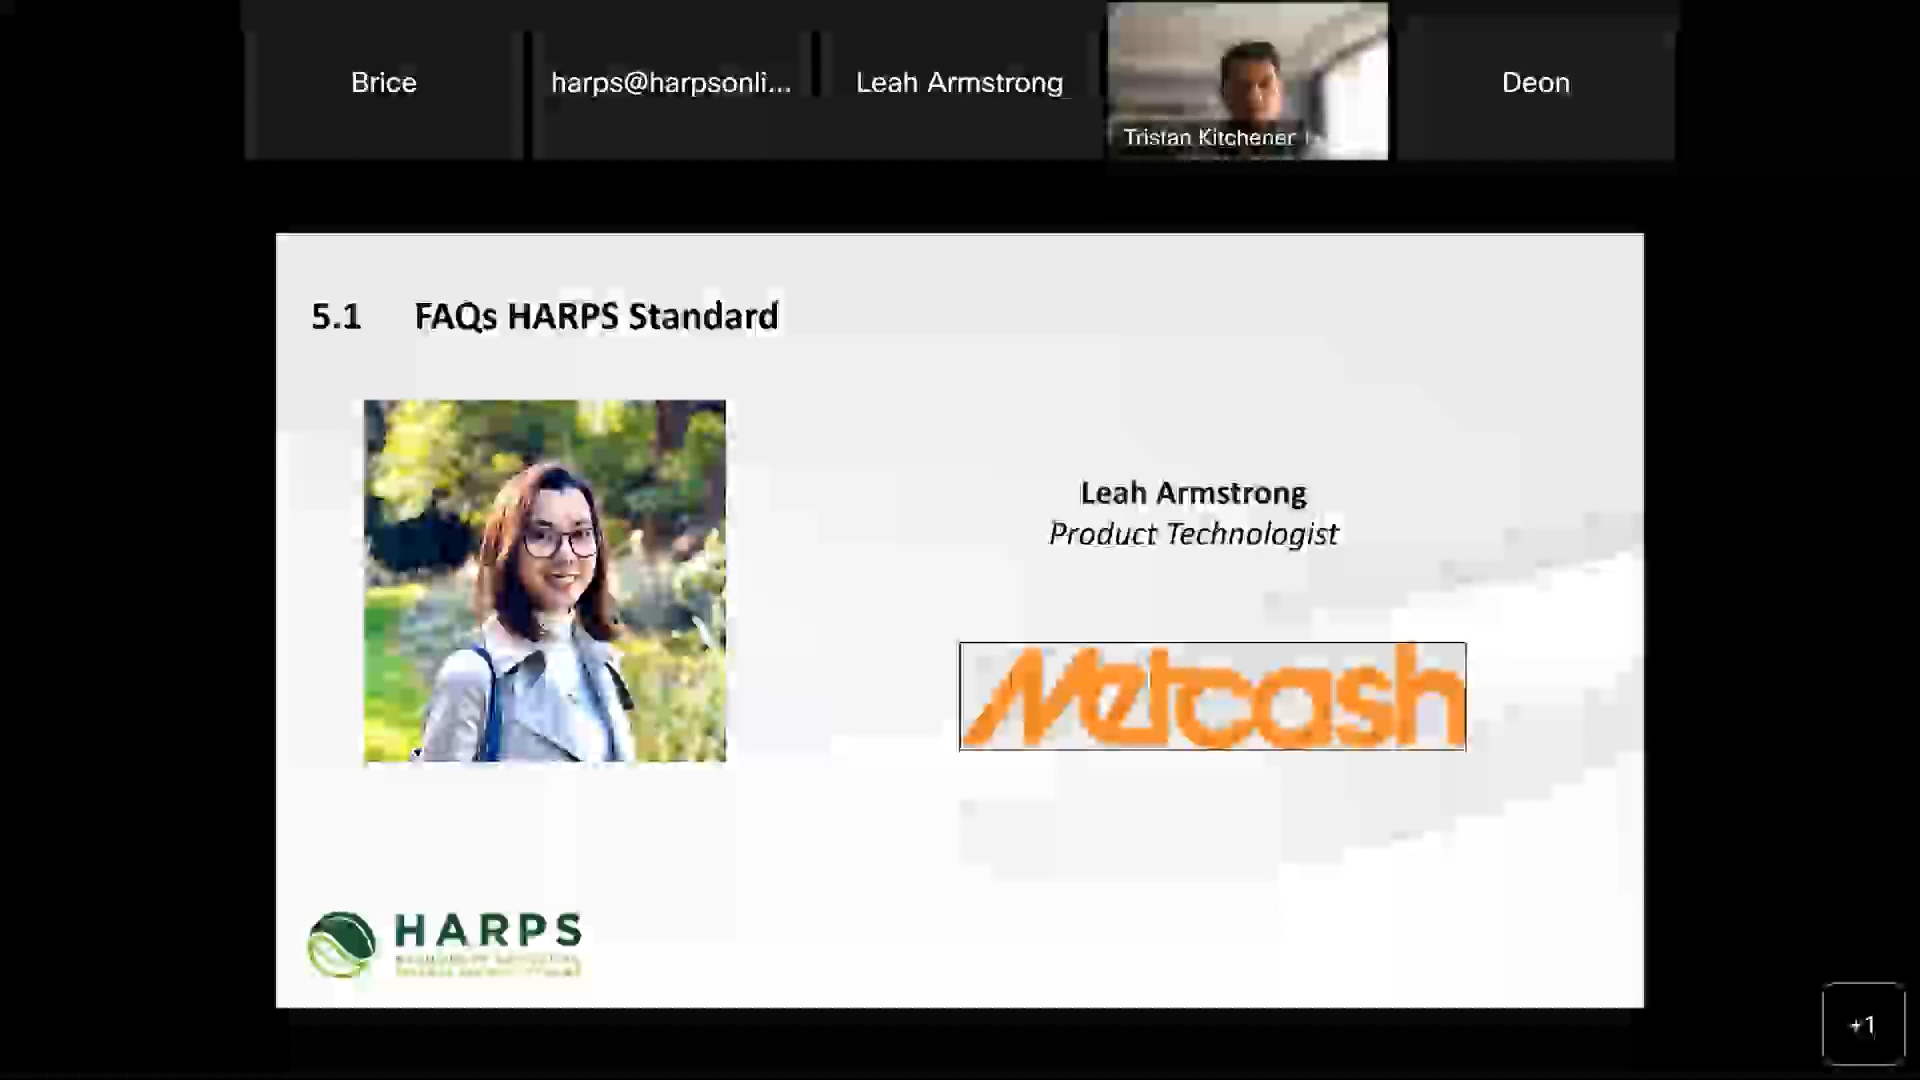 Brice
harps@harpsonli...
Leah Armstrong
Tristan Kitchener
Deon
5.1 FAQs HARPS Standard
Leah Armstrong
Product Technologist
Metcash
HARPS
+1